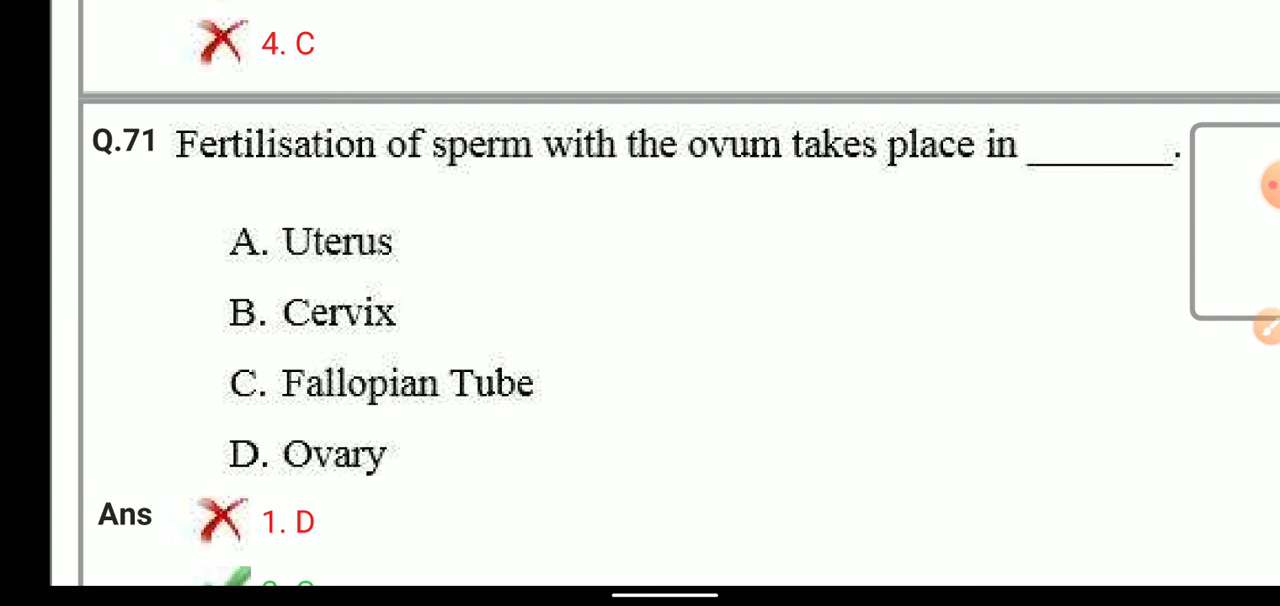 4. C
Q.71 Fertilisation of sperm with the ovum takes place in ________.
A. Uterus
B. Cervix
C. Fallopian Tube
D. Ovary
Ans 1. D